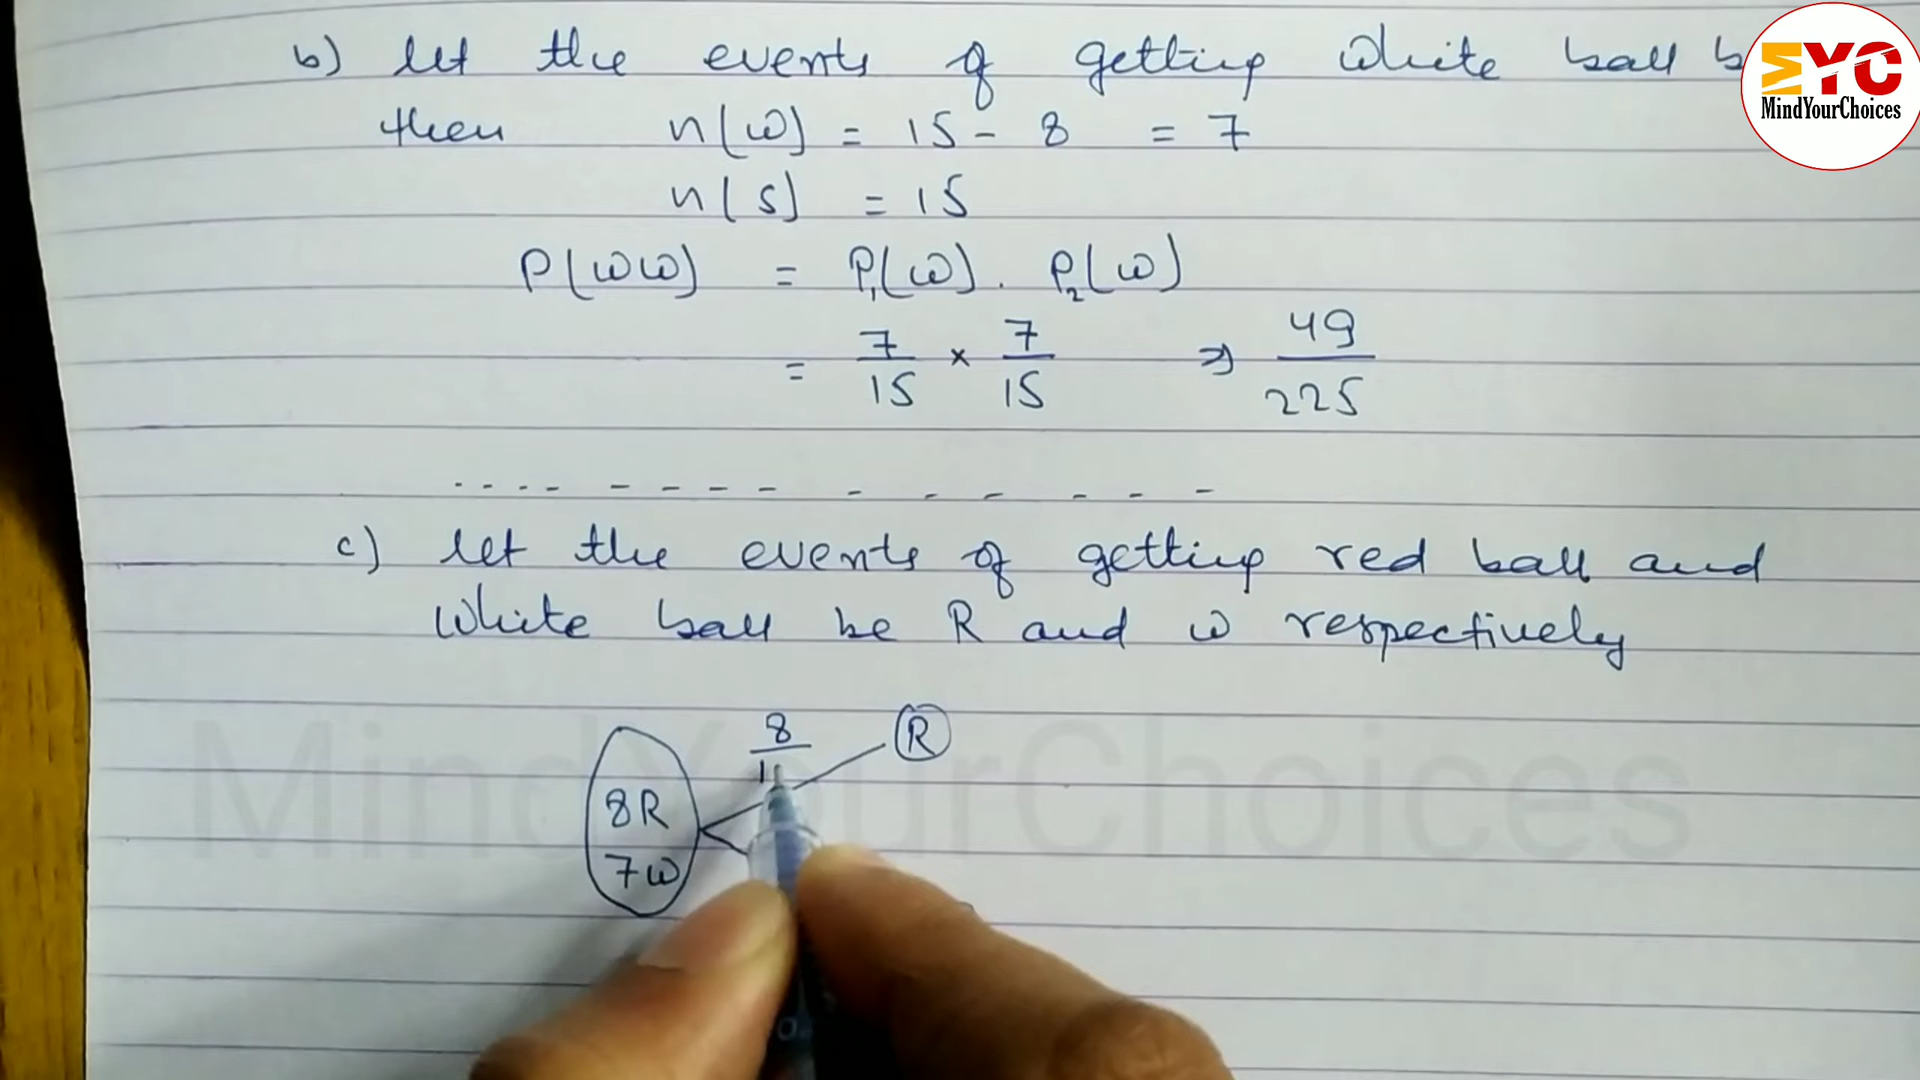 b) let the events of getting white ball b
then n(W) = 15 - 8 = 7
n(S) = 15
P(WW) = P₁(W) . P₂(W)
= 7/15 × 7/15 ⇒ 49/225
c) let the events of getting red ball and
White ball be R and W respectively
8/1
R
8R
7W
MYC
MindYourChoices
MindYourChoices